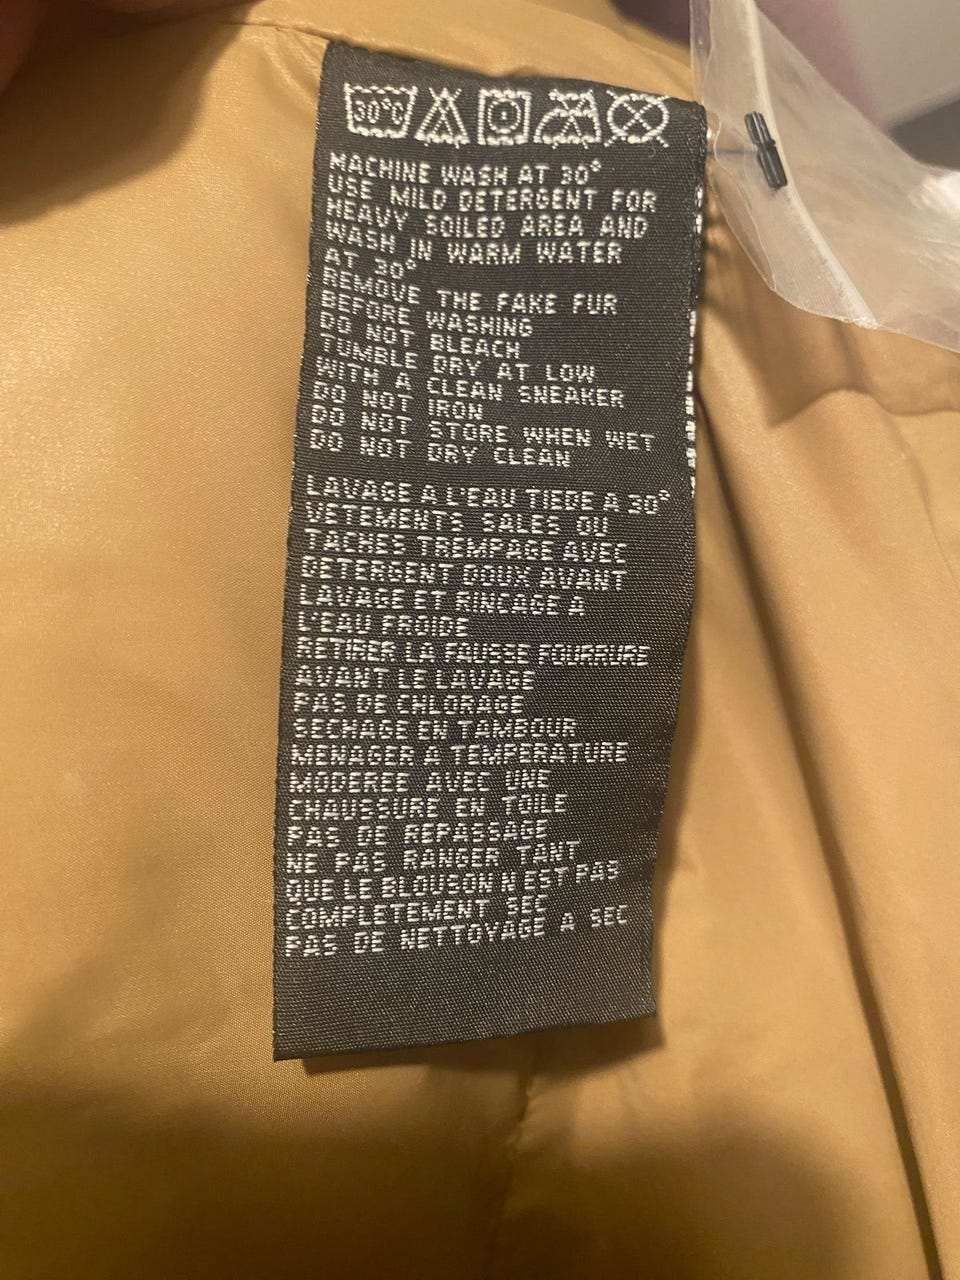 30°C
MACHINE WASH AT 30°
USE MILD DETERGENT FOR
HEAVY SOILED AREA AND
WASH IN WARM WATER
AT 30°
REMOVE THE FAKE FUR
BEFORE WASHING
DO NOT BLEACH
TUMBLE DRY AT LOW
WITH A CLEAN SNEAKER
DO NOT IRON
DO NOT STORE WHEN WET
DO NOT DRY CLEAN
LAVAGE A L'EAU TIEDE A 30°
VETEMENTS SALES OU
TACHES TREMPAGE AVEC
DETERGENT DOUX AVANT
LAVAGE ET RINCAGE A
L'EAU FROIDE
RETIRER LA FAUSSE FOURRURE
AVANT LE LAVAGE
PAS DE CHLORAGE
SECHAGE EN TAMBOUR
MENAGER A TEMPERATURE
MODEREE AVEC UNE
CHAUSSURE EN TOILE
PAS DE REPASSAGE
NE PAS RANGER TANT
QUE LE BLOUSON N EST PAS
COMPLETEMENT SEC
PAS DE NETTOYAGE A SEC